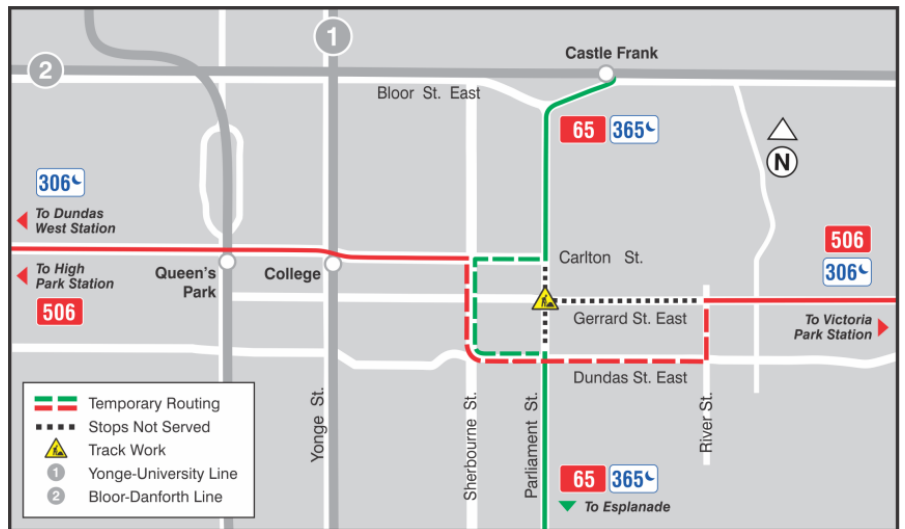 1
2
Castle Frank
Bloor St. East
65 365
N
306
To Dundas
West Station
To High
Park Station
506
Queen's
Park
College
Carlton St.
506
306
Gerrard St. East
To Victoria
Park Station
Dundas St. East
Yonge St.
Sherbourne St.
Parliament St.
River St.
65 365
To Esplanade
Temporary Routing
Stops Not Served
Track Work
1 Yonge-University Line
2 Bloor-Danforth Line